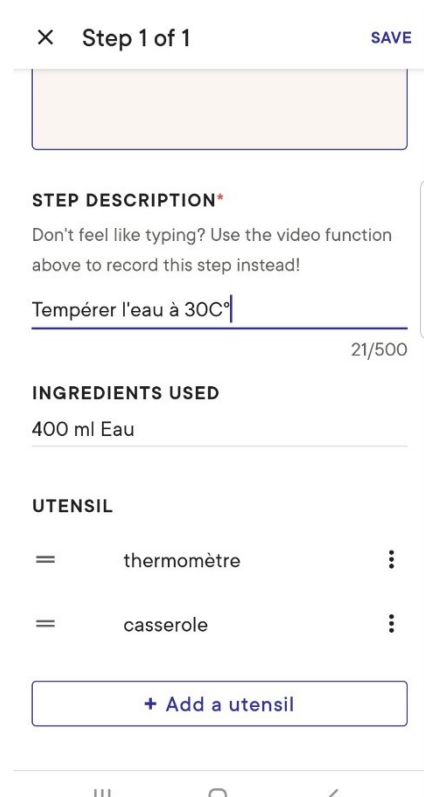 Step 1 of 1
SAVE
STEP DESCRIPTION*
Don't feel like typing? Use the video function
above to record this step instead!
Tempérer l'eau à 30C°
21/500
INGREDIENTS USED
400 ml Eau
UTENSIL
thermomètre
casserole
+ Add a utensil